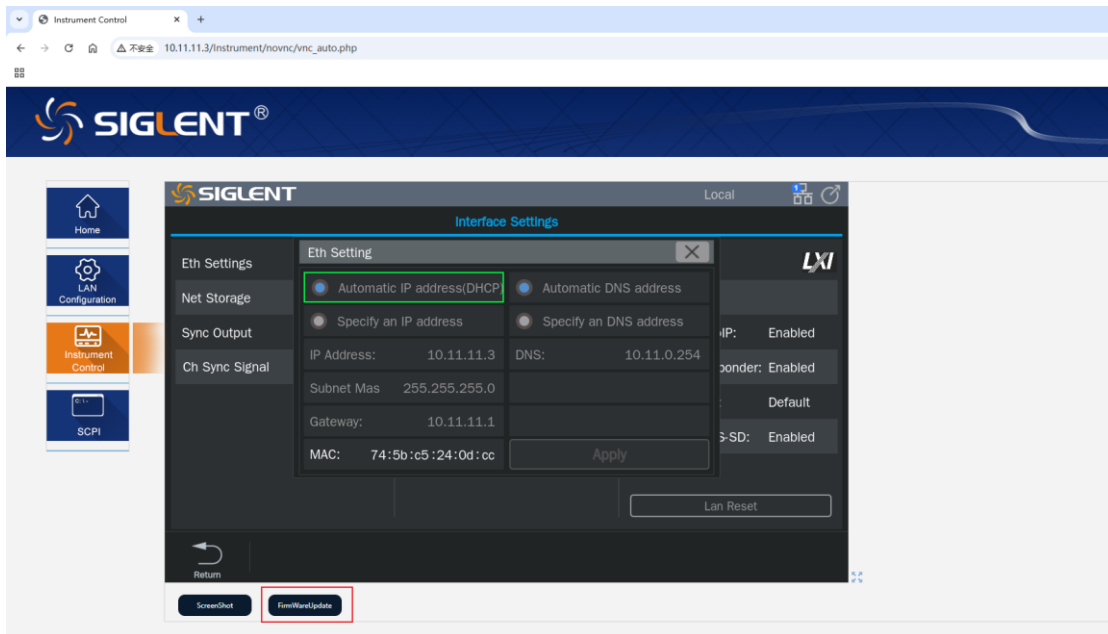 Instrument Control
不安全 10.11.11.3/Instrument/novnc/vnc_auto.php
SIGLENT®
Home
LAN
Configuration
Instrument
Control
SCPI
SIGLENT
Local
1
Interface Settings
Eth Settings
Net Storage
Sync Output
Ch Sync Signal
Eth Setting
Automatic IP address(DHCP)
Automatic DNS address
Specify an IP address
Specify an DNS address
IP Address: 10.11.11.3
DNS: 10.11.0.254
Subnet Mas 255.255.255.0
Gateway: 10.11.11.1
MAC: 74:5b:c5:24:0d:cc
Apply
LXI
IP: Enabled
ponder: Enabled
: Default
S-SD: Enabled
Lan Reset
Return
ScreenShot
FirmWareUpdate